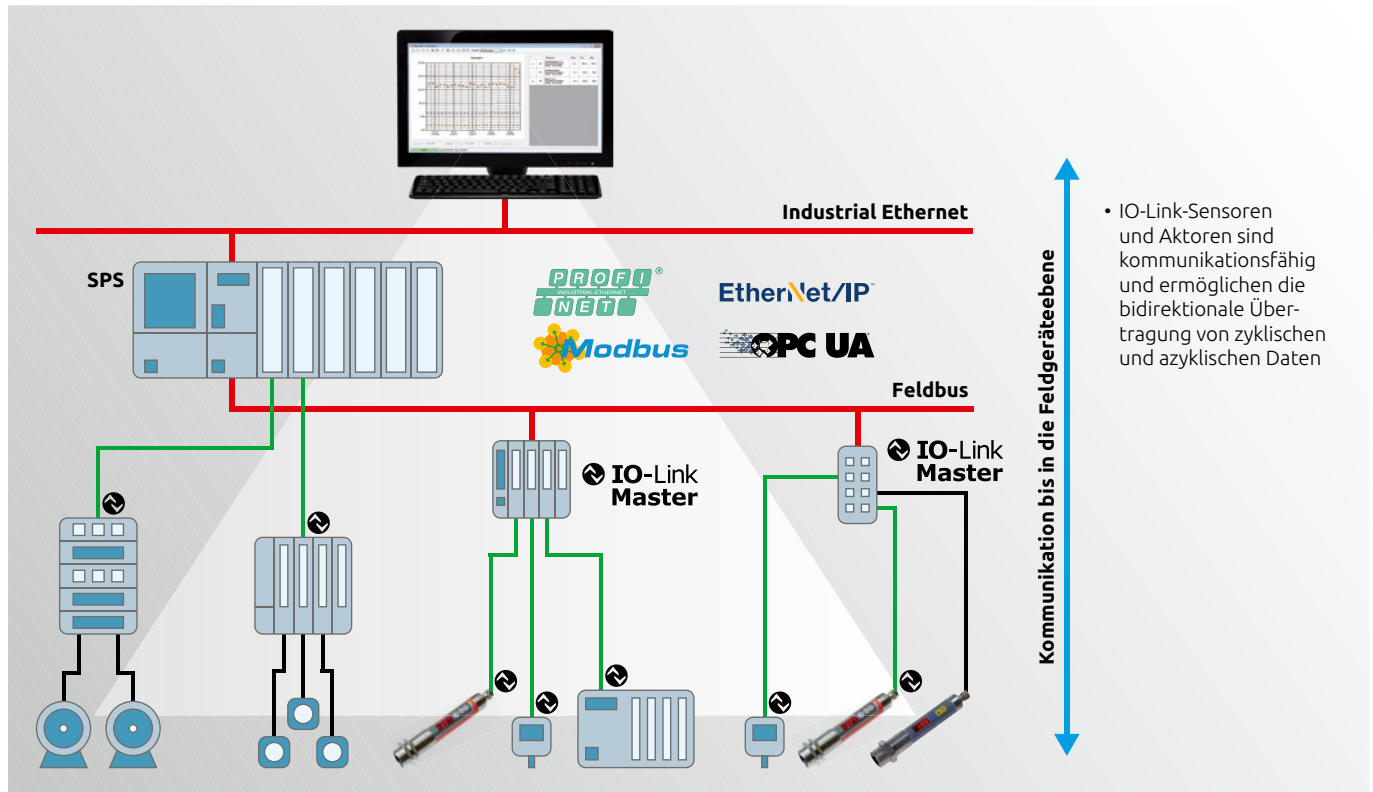 Industrial Ethernet
SPS
PROFI®
INDUSTRIAL ETHERNET
NET
EtherNet/IP™
Modbus
OPC UA
Feldbus
IO-Link
Master
IO-Link
Master
Kommunikation bis in die Feldgeräteebene
• IO-Link-Sensoren
und Aktoren sind
kommunikationsfähig
und ermöglichen die
bidirektionale Über-
tragung von zyklischen
und azyklischen Daten